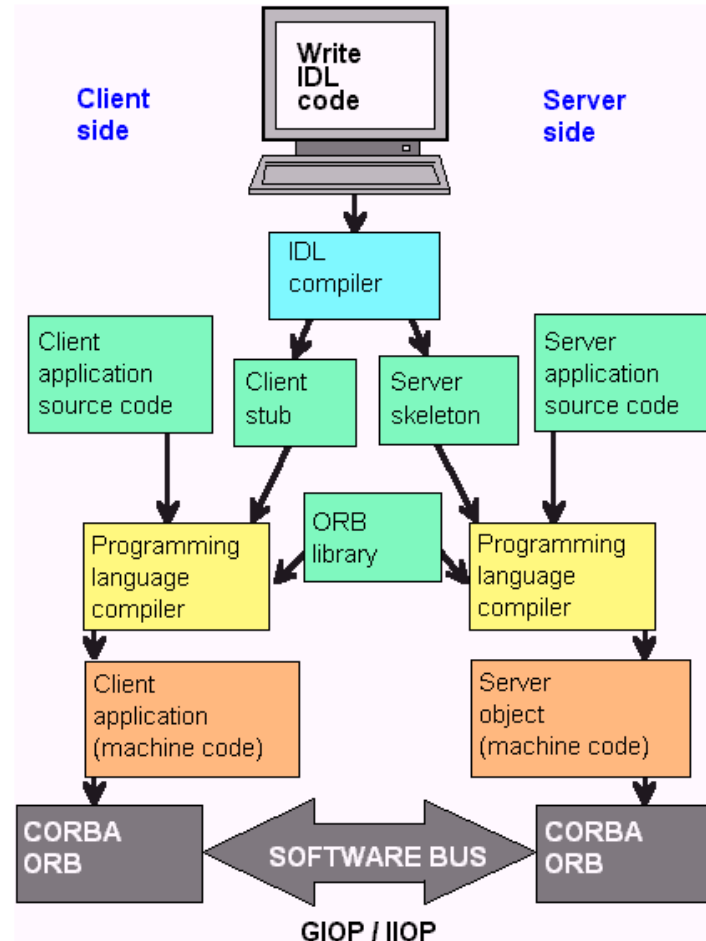 Write
IDL
code
Client
side
Server
side
IDL
compiler
Client
application
source code
Client
stub
Server
skeleton
Server
application
source code
ORB
library
Programming
language
compiler
Programming
language
compiler
Client
application
(machine code)
Server
object
(machine code)
CORBA
ORB
SOFTWARE BUS
CORBA
ORB
GIOP / IIOP